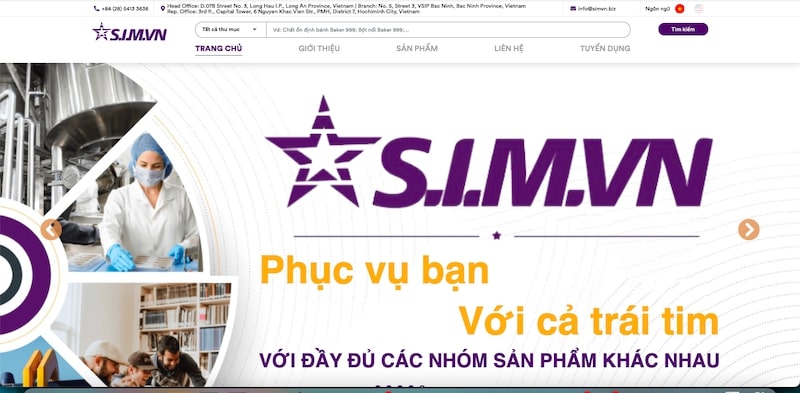 +84 (28) 5413 3636
Head Office: D.07B Street No. 3, Long Hau I.P., Long An Province, Vietnam | Branch: No. 5, Street 3, VSIP Bac Ninh, Bac Ninh Province, Vietnam
Rep. Office: 3rd Fl., Capital Tower, 6 Nguyen Khac Vien Str., PMH, District 7, Hochiminh City, Vietnam
info@simvn.biz
Ngôn ngữ
S.I.M.VN
Tất cả thư mục
Vd: Chất ổn định bánh Baker 999; Bột nổi Baker 999;...
Tìm kiếm
TRANG CHỦ
GIỚI THIỆU
SẢN PHẨM
LIÊN HỆ
TUYỂN DỤNG
S.I.M.VN
Phục vụ bạn
Với cả trái tim
VỚI ĐẦY ĐỦ CÁC NHÓM SẢN PHẨM KHÁC NHAU